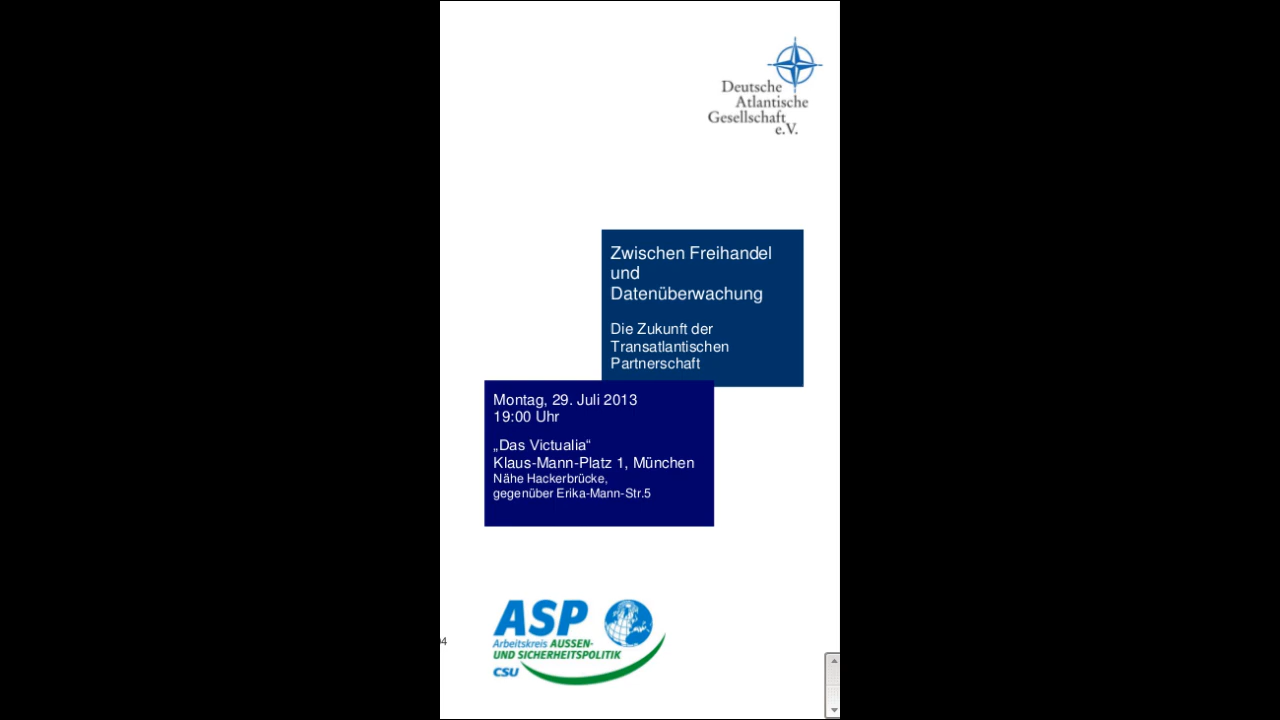 Deutsche
Atlantische
Gesellschaft
e.V.
Zwischen Freihandel
und
Datenüberwachung
Die Zukunft der
Transatlantischen
Partnerschaft
Montag, 29. Juli 2013
19:00 Uhr
„Das Victualia“
Klaus-Mann-Platz 1, München
Nähe Hackerbrücke,
gegenüber Erika-Mann-Str.5
ASP
Arbeitskreis AUSSEN-
UND SICHERHEITSPOLITIK
CSU